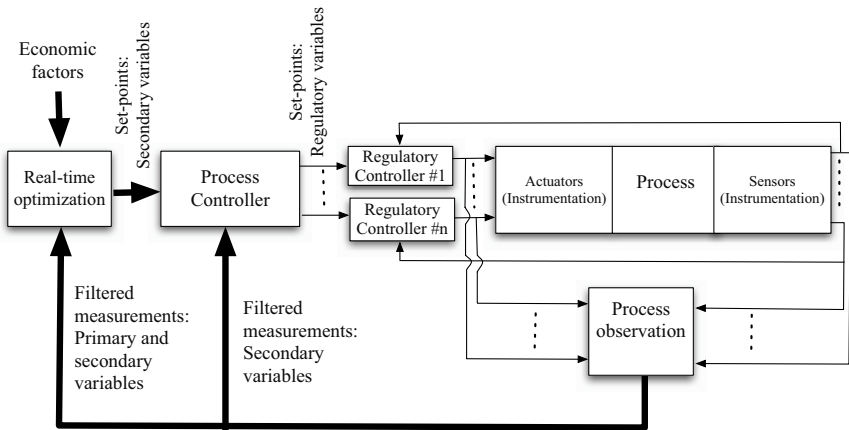 Economic
factors
Set-points:
Secondary variables
Set-points:
Regulatory variables
Real-time
optimization
Process
Controller
Regulatory
Controller #1
Regulatory
Controller #n
Actuators
(Instrumentation)
Process
Sensors
(Instrumentation)
Filtered
measurements:
Primary and
secondary
variables
Filtered
measurements:
Secondary
variables
Process
observation